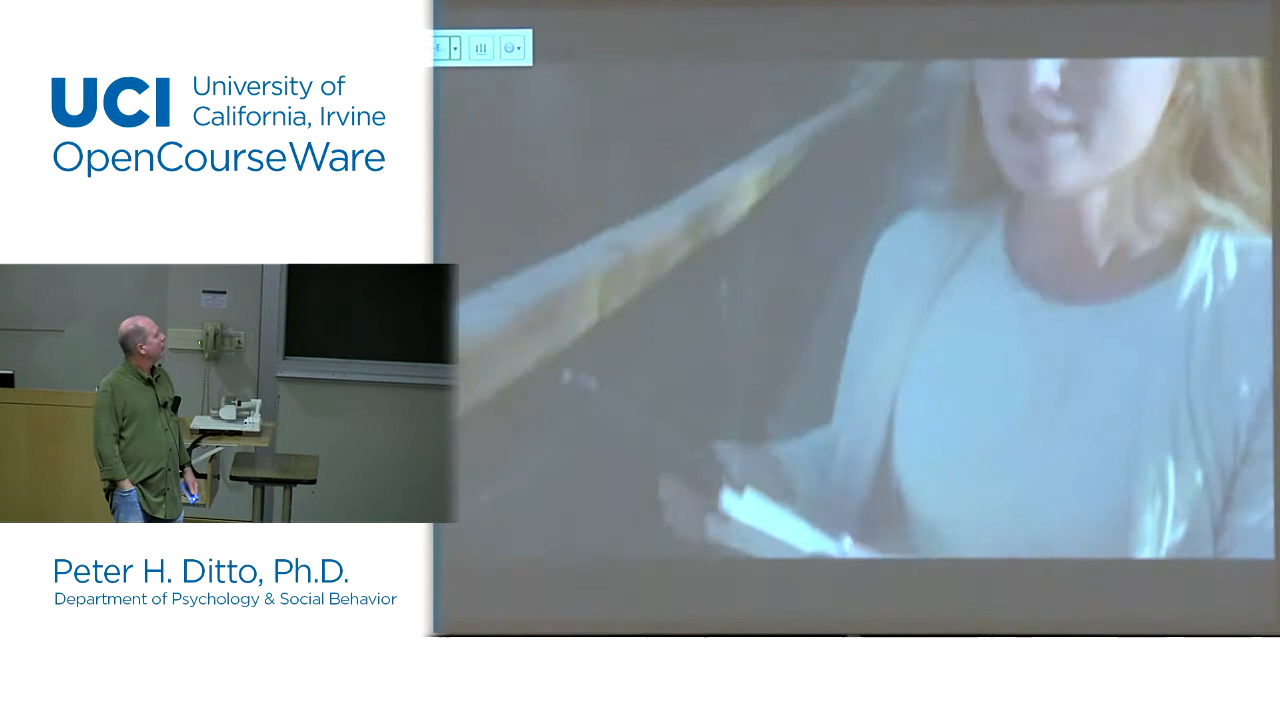 UCI University of
California, Irvine
OpenCourseWare
Peter H. Ditto, Ph.D.
Department of Psychology & Social Behavior